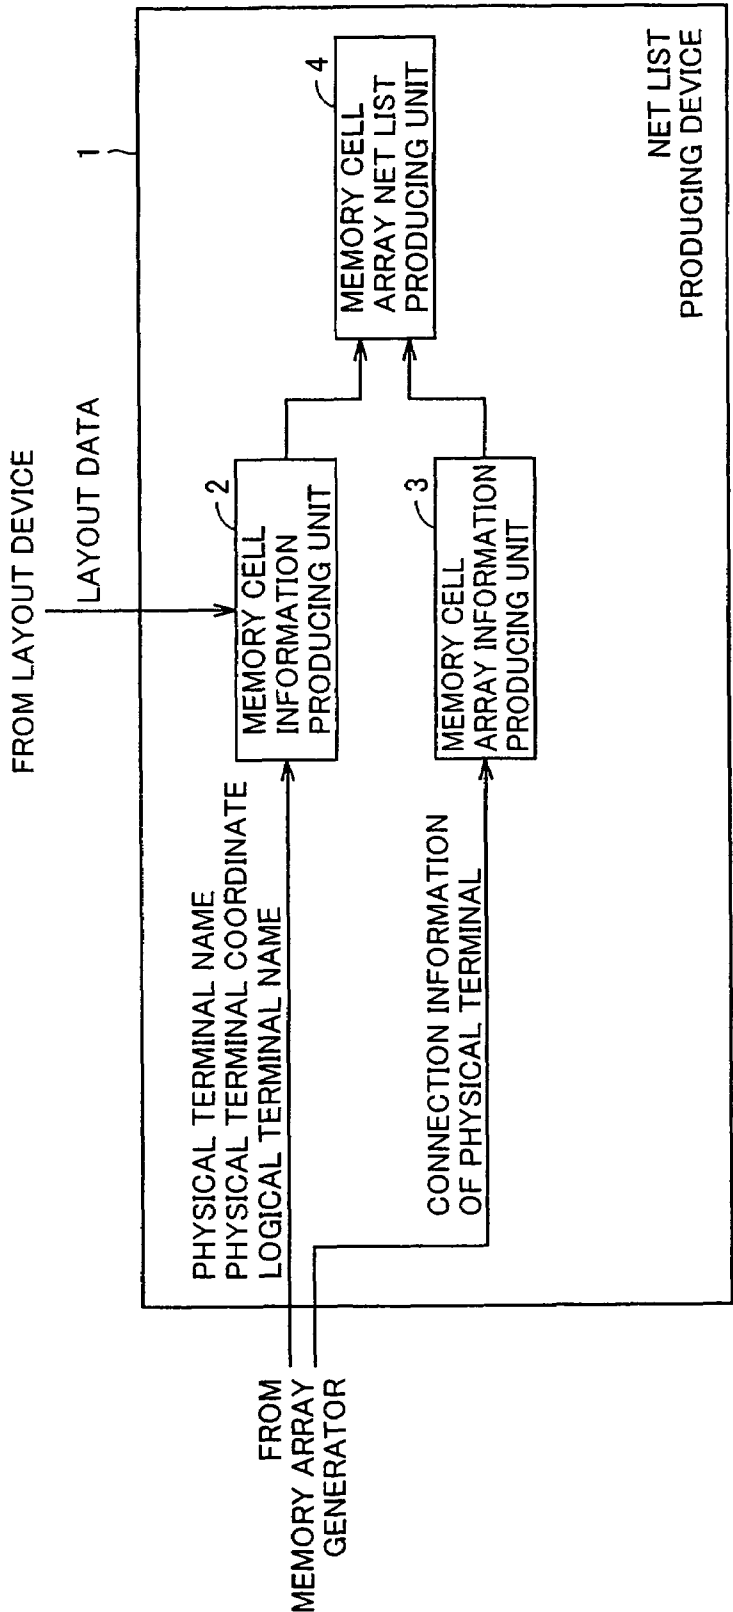 FROM LAYOUT DEVICE
LAYOUT DATA
1
PHYSICAL TERMINAL NAME
PHYSICAL TERMINAL COORDINATE
LOGICAL TERMINAL NAME
2
MEMORY CELL
INFORMATION
PRODUCING UNIT
FROM
MEMORY ARRAY
GENERATOR
4
MEMORY CELL
ARRAY NET LIST
PRODUCING UNIT
CONNECTION INFORMATION
OF PHYSICAL TERMINAL
3
MEMORY CELL
ARRAY INFORMATION
PRODUCING UNIT
NET LIST
PRODUCING DEVICE